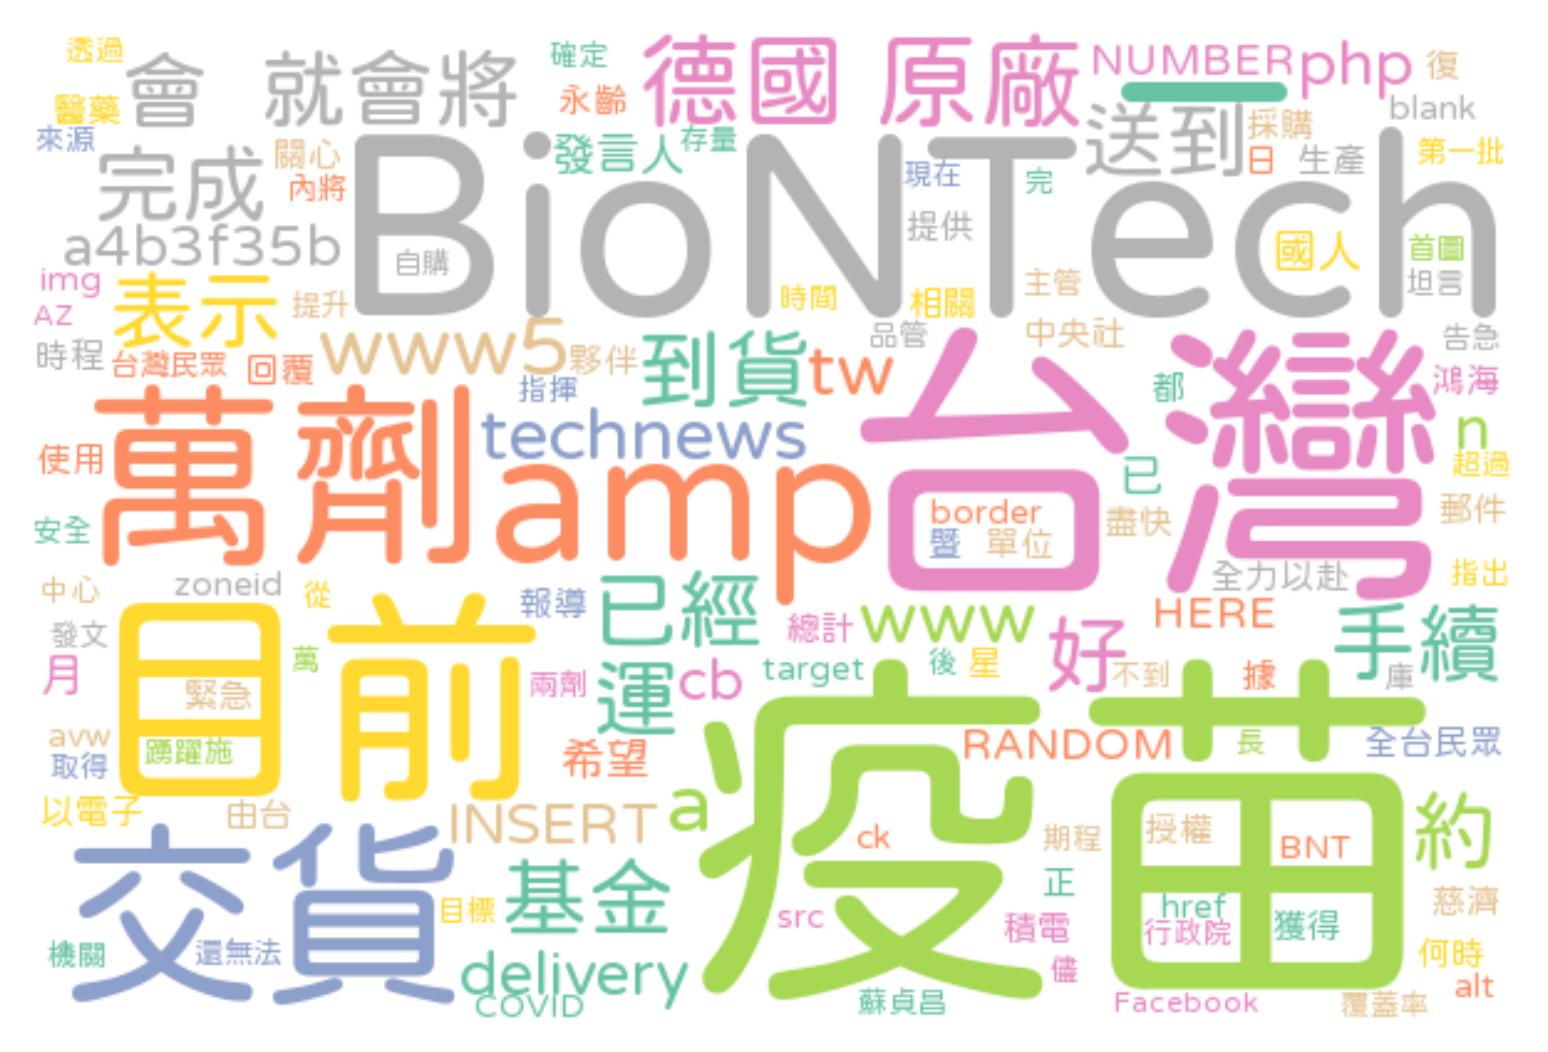 透過
會 就會將
確定
德國 原廠
NUMBER
php
復
醫藥
永齡
blank
來源
關心
發言人
存量
送到
採購
完成
內將
BioNTech
現在
完
日
生產
第一批
a4b3f35b
自購
提供
國人
首圖
img
表示
提升
時間
相關
主管
坦言
AZ
www5
品管
中央社
告急
時程
台灣民眾
回覆
夥伴
到貨
tw
台灣
都
鴻海
指揮
萬劑
technews
amp
已
n
使用
超過
border
盡快
郵件
安全
暨
單位
中心
zoneid
從
報導
已經
全力以赴
指出
發文
總計
www
HERE
手續
月
目前
萬
運
cb
target
後
星
好
不到
據
庫
緊急
兩劑
疫苗
avw
踴躍施
希望
RANDOM
長
全台民眾
取得
以電子
由台
INSERT
a
ck
期程
授權
BNT
約
交貨
基金
正
目標
src
href
慈濟
積電
行政院
獲得
機關
還無法
delivery
儘
何時
COVID
蘇貞昌
Facebook
覆蓋率
alt